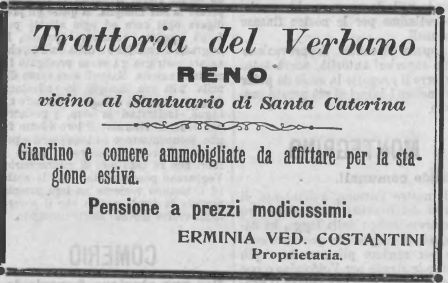 Trattoria del Verbano
RENO
vicino al Santuario di Santa Caterina
Giardino e comere ammobigliate da affittare per la sta-
gione estiva.
Pensione a prezzi modicissimi.
ERMINIA VED. COSTANTINI
Proprietaria.